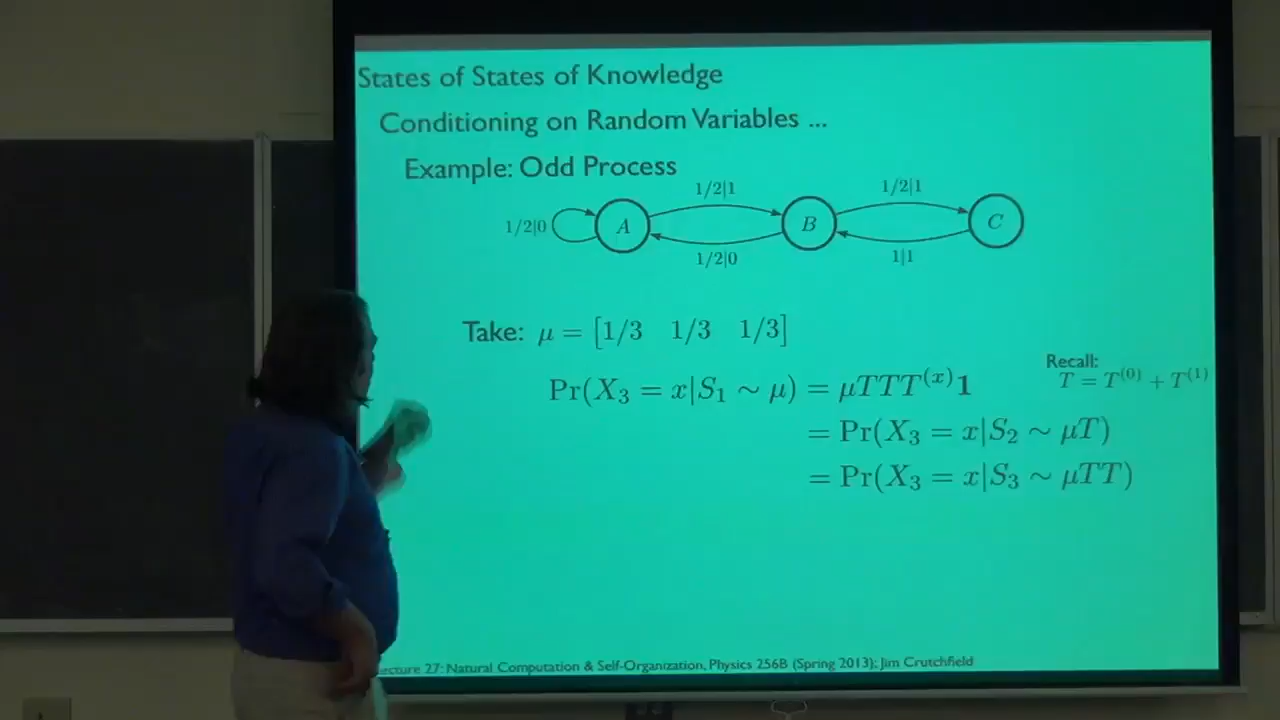 States of States of Knowledge
Conditioning on Random Variables ...
Example: Odd Process
1/2|0 A 1/2|1 B 1/2|1 C
1/2|0 1|1
Take: μ = [1/3 1/3 1/3]
Recall:
T = T⁽⁰⁾ + T⁽¹⁾
Pr(X₃ = x|S₁ ∼ μ) = μTTT⁽ˣ⁾1
= Pr(X₃ = x|S₂ ∼ μT)
= Pr(X₃ = x|S₃ ∼ μTT)
ecture 27: Natural Computation & Self-Organization, Physics 256B (Spring 2013); Jim Crutchfield